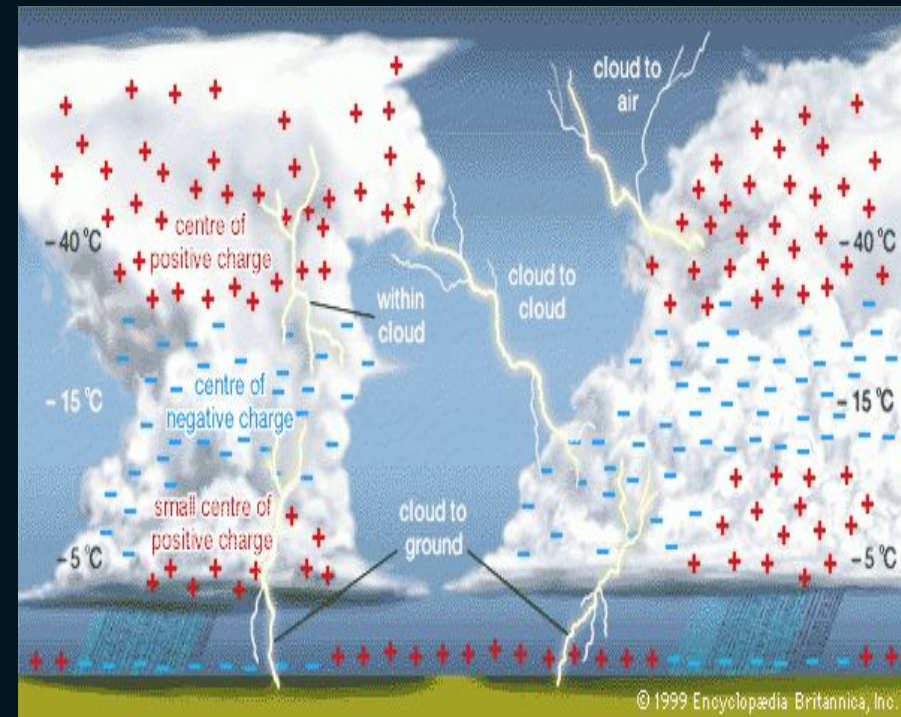 cloud to
air
centre of
positive charge
- 40 °C
- 40 °C
within
cloud
cloud to
cloud
centre of
negative charge
- 15 °C
- 15 °C
small centre of
positive charge
cloud to
ground
- 5 °C
- 5 °C
© 1999 Encyclopædia Britannica, Inc.